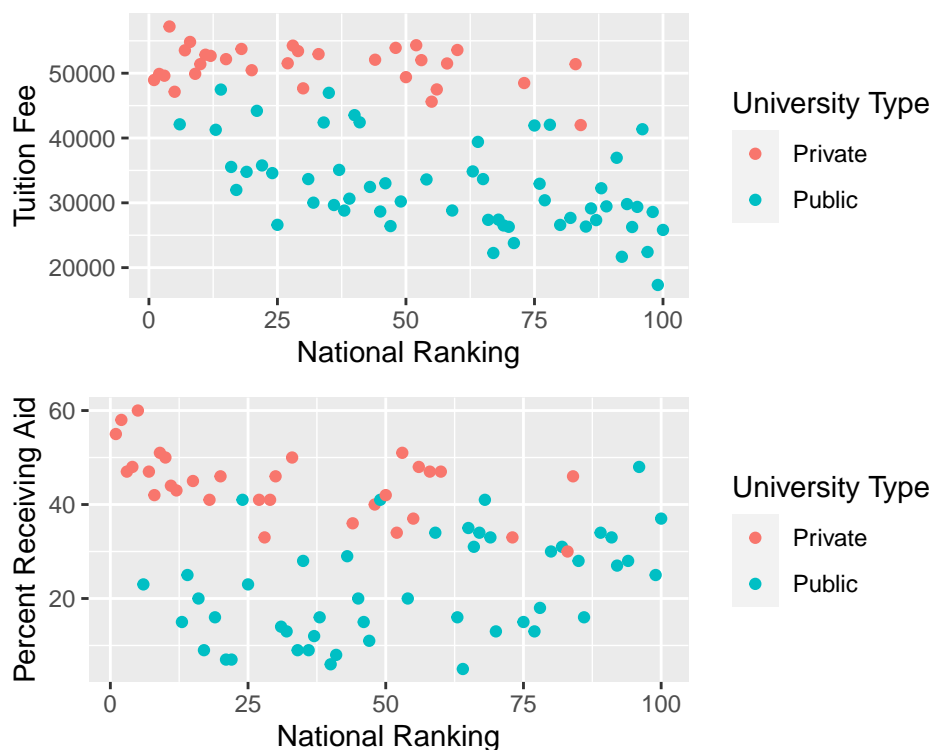 Tuition Fee
50000
40000
30000
20000
0
25
50
75
100
National Ranking
University Type
Private
Public
Percent Receiving Aid
60
40
20
0
25
50
75
100
National Ranking
University Type
Private
Public